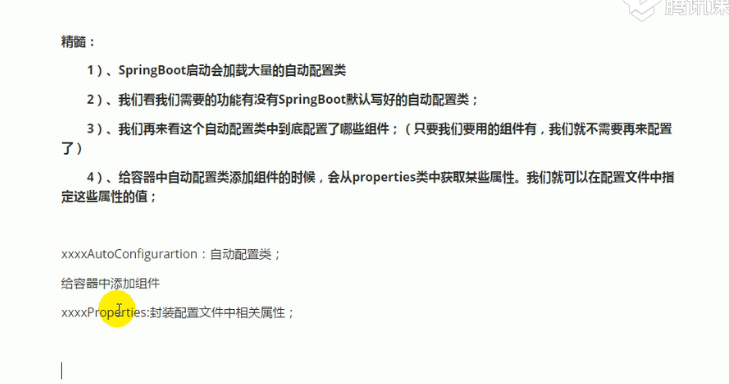 腾讯课
精髓：
1）、SpringBoot启动会加载大量的自动配置类
2）、我们看我们需要的功能有没有SpringBoot默认写好的自动配置类；
3）、我们再来看这个自动配置类中到底配置了哪些组件；（只要我们要用的组件有，我们就不需要再来配置
了）
4）、给容器中自动配置类添加组件的时候，会从properties类中获取某些属性。我们就可以在配置文件中指
定这些属性的值；
xxxxAutoConfigurartion：自动配置类；
给容器中添加组件
xxxxProperties:封装配置文件中相关属性；